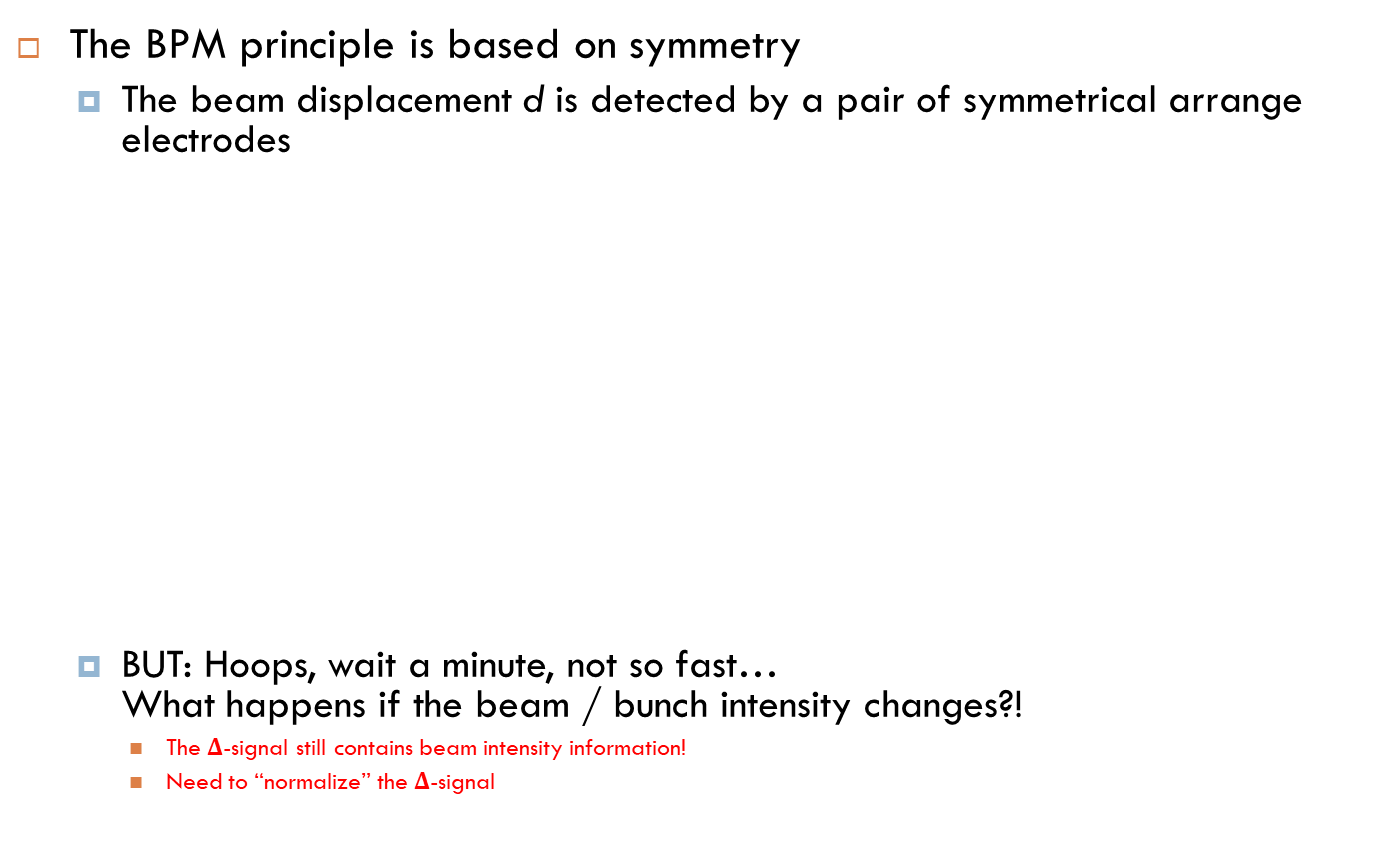 The BPM principle is based on symmetry
The beam displacement d is detected by a pair of symmetrical arrange
electrodes
BUT: Hoops, wait a minute, not so fast…
What happens if the beam / bunch intensity changes?!
The Δ-signal still contains beam intensity information!
Need to “normalize” the Δ-signal